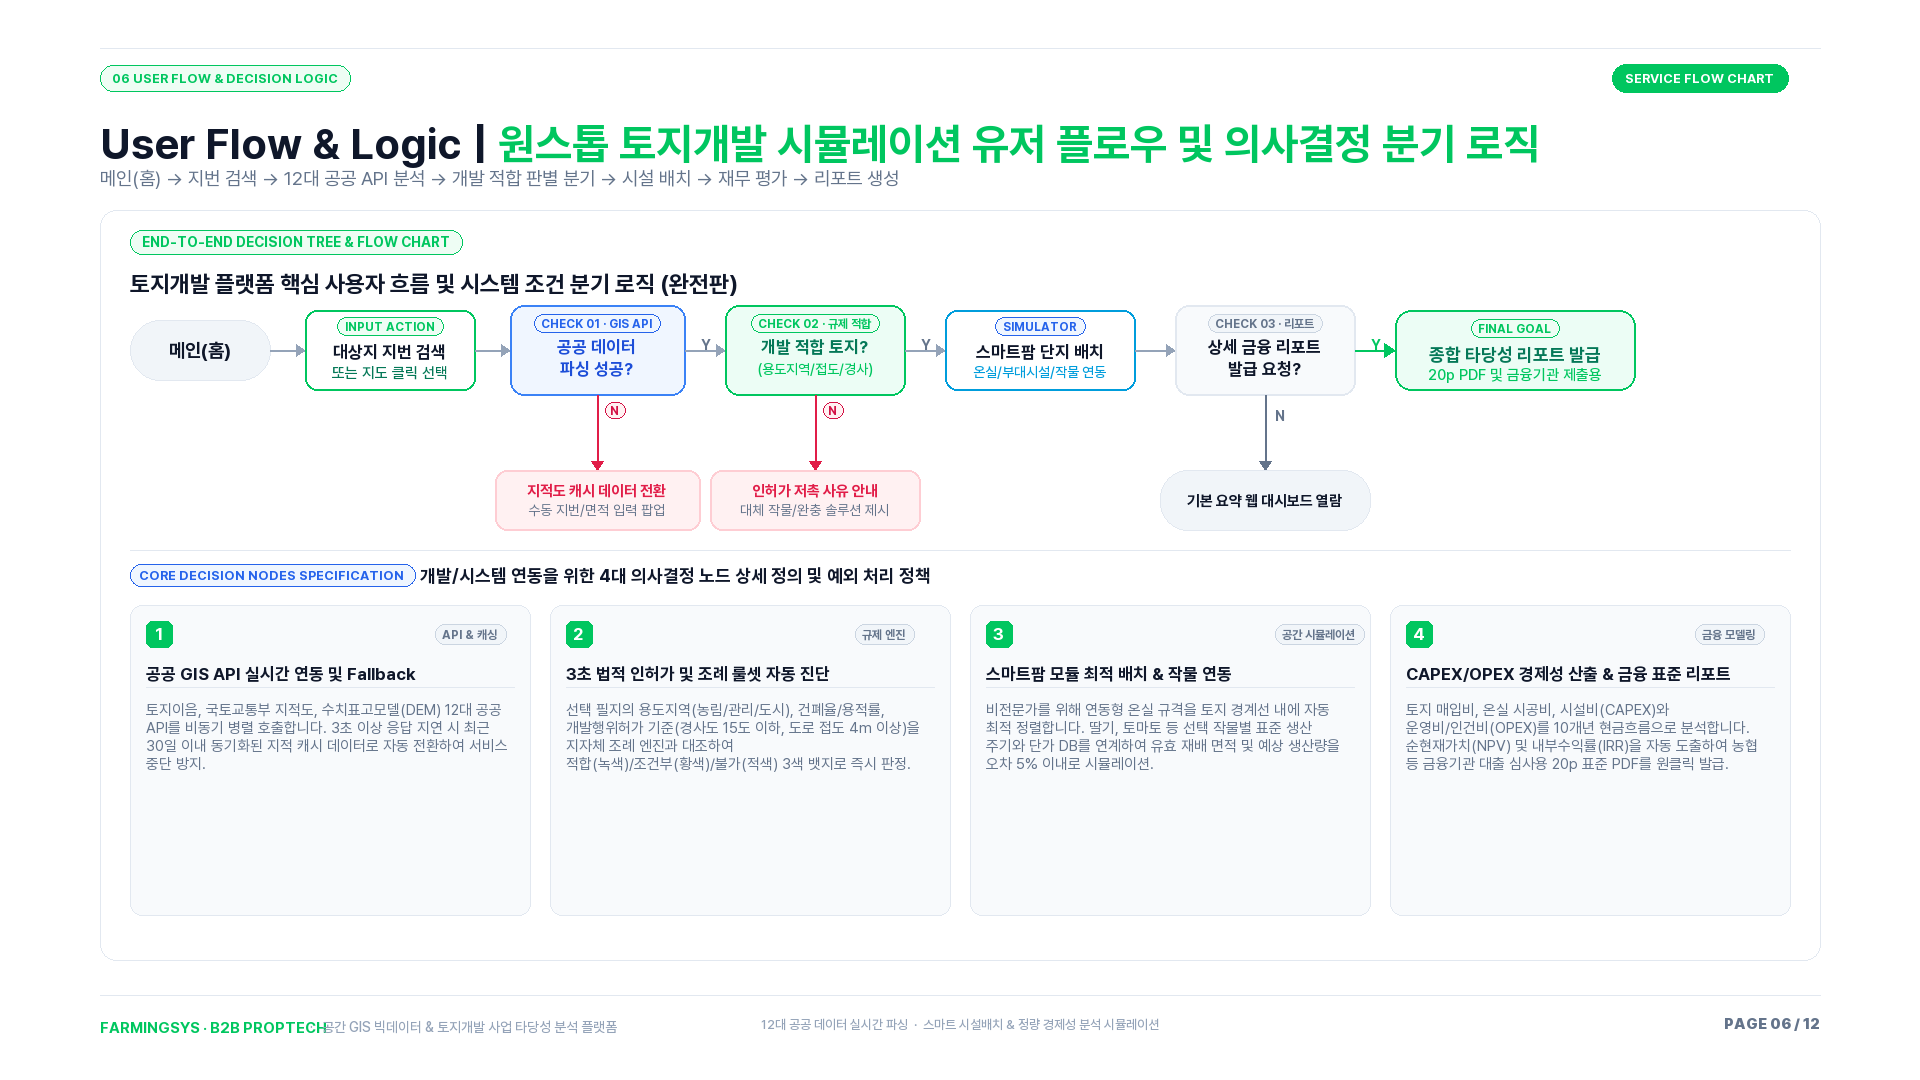 06 USER FLOW & DECISION LOGIC
SERVICE FLOW CHART
User Flow & Logic | 원스톱 토지개발 시뮬레이션 유저 플로우 및 의사결정 분기 로직
메인(홈) → 지번 검색 → 12대 공공 API 분석 → 개발 적합 판별 분기 → 시설 배치 → 재무 평가 → 리포트 생성
END-TO-END DECISION TREE & FLOW CHART
토지개발 플랫폼 핵심 사용자 흐름 및 시스템 조건 분기 로직 (완전판)
메인(홈)
INPUT ACTION
대상지 지번 검색
또는 지도 클릭 선택
CHECK 01 · GIS API
공공 데이터
파싱 성공?
Y
CHECK 02 · 규제 적합
개발 적합 토지?
(용도지역/접도/경사)
Y
SIMULATOR
스마트팜 단지 배치
온실/부대시설/작물 연동
CHECK 03 · 리포트
상세 금융 리포트
발급 요청?
Y
FINAL GOAL
종합 타당성 리포트 발급
20p PDF 및 금융기관 제출용
N
N
N
지적도 캐시 데이터 전환
수동 지번/면적 입력 팝업
인허가 저촉 사유 안내
대체 작물/완충 솔루션 제시
기본 요약 웹 대시보드 열람
CORE DECISION NODES SPECIFICATION
개발/시스템 연동을 위한 4대 의사결정 노드 상세 정의 및 예외 처리 정책
1
API & 캐싱
공공 GIS API 실시간 연동 및 Fallback
토지이음, 국토교통부 지적도, 수치표고모델(DEM) 12대 공공
API를 비동기 병렬 호출합니다. 3초 이상 응답 지연 시 최근
30일 이내 동기화된 지적 캐시 데이터로 자동 전환하여 서비스
중단 방지.
2
규제 엔진
3초 법적 인허가 및 조례 룰셋 자동 진단
선택 필지의 용도지역(농림/관리/도시), 건폐율/용적률,
개발행위허가 기준(경사도 15도 이하, 도로 접도 4m 이상)을
지자체 조례 엔진과 대조하여
적합(녹색)/조건부(황색)/불가(적색) 3색 뱃지로 즉시 판정.
3
공간 시뮬레이션
스마트팜 모듈 최적 배치 & 작물 연동
비전문가를 위해 연동형 온실 규격을 토지 경계선 내에 자동
최적 정렬합니다. 딸기, 토마토 등 선택 작물별 표준 생산
주기와 단가 DB를 연계하여 유효 재배 면적 및 예상 생산량을
오차 5% 이내로 시뮬레이션.
4
금융 모델링
CAPEX/OPEX 경제성 산출 & 금융 표준 리포트
토지 매입비, 온실 시공비, 시설비(CAPEX)와
운영비/인건비(OPEX)를 10개년 현금흐름으로 분석합니다.
순현재가치(NPV) 및 내부수익률(IRR)을 자동 도출하여 농협
등 금융기관 대출 심사용 20p 표준 PDF를 원클릭 발급.
FARMINGSYS · B2B PROPTECH
공간 GIS 빅데이터 & 토지개발 사업 타당성 분석 플랫폼
12대 공공 데이터 실시간 파싱 · 스마트 시설배치 & 정량 경제성 분석 시뮬레이션
PAGE 06 / 12